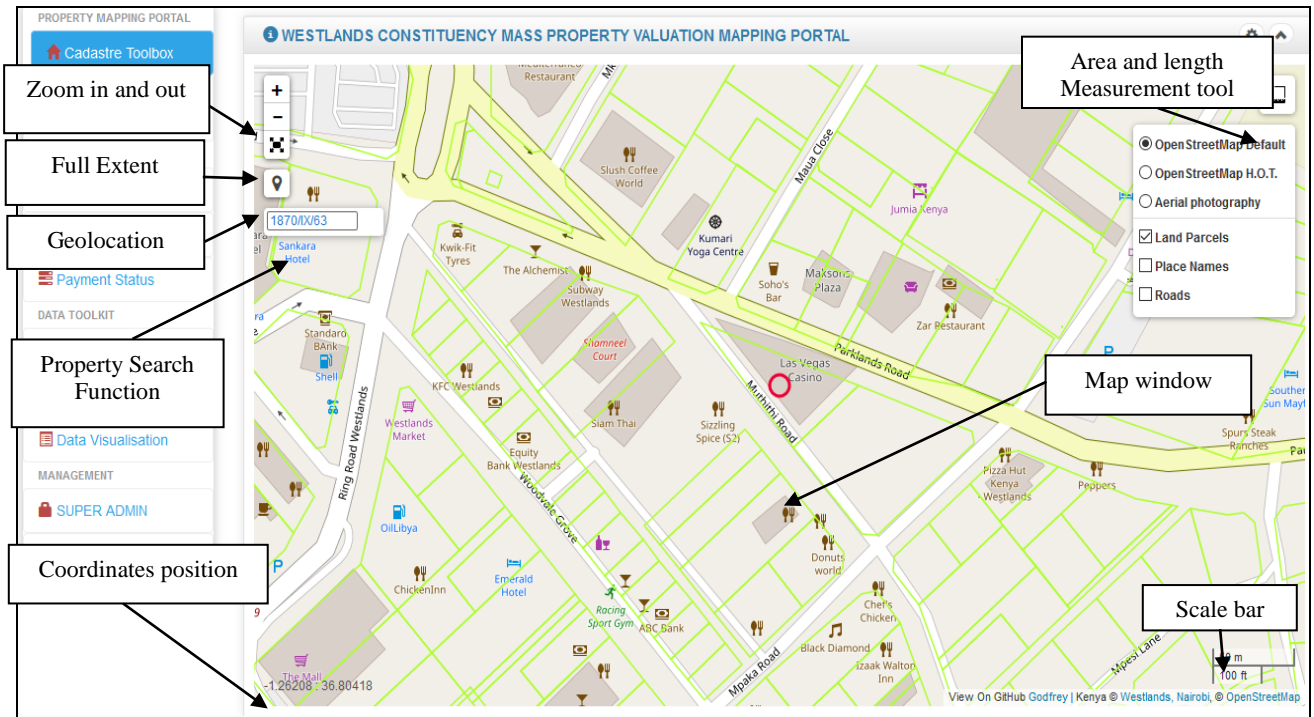 PROPERTY MAPPING PORTAL
Cadastre Toolbox
Payment Status
DATA TOOLKIT
Data Visualisation
MANAGEMENT
SUPER ADMIN
WESTLANDS CONSTITUENCY MASS PROPERTY VALUATION MAPPING PORTAL
Zoom in and out
Full Extent
Geolocation
Property Search
Function
Coordinates position
Area and length
Measurement tool
Map window
Scale bar
+
−
1870/IX/63
OpenStreetMap Default
OpenStreetMap H.O.T.
Aerial photography
Land Parcels
Place Names
Roads
Restaurant
Slush Coffee
World
Maua Close
Jumia Kenya
Kumari
Yoga Centre
Sankara
Hotel
Kwik-Fit
Tyres
The Alchemist
Subway
Westlands
Soho's
Bar
Maksons
Plaza
Zar Restaurant
Standard
BAnk
Shell
Shamneel
Court
Parklands Road
Las Vegas
Casino
P
Southern
Sun Mayf
KFC Westlands
Westlands
Market
Siam Thai
Sizzling
Spice (S2)
Muthithi Road
Spurs Steak
Ranches
Ring Road Westlands
Equity
Bank Westlands
Pizza Hut
Kenya
Westlands
Peppers
Woodvale Grove
OilLibya
Donuts
world
P
ChickenInn
Emerald
Hotel
Chef's
Chicken
9
Racing
Sport Gym
ABC Bank
Black Diamond
Izaak Walton
Inn
Mpaka Road
Mpesi Lane
The Mall
-1.26208 : 36.80418
100 ft
View On GitHub Godfrey | Kenya © Westlands, Nairobi, © OpenStreetMap